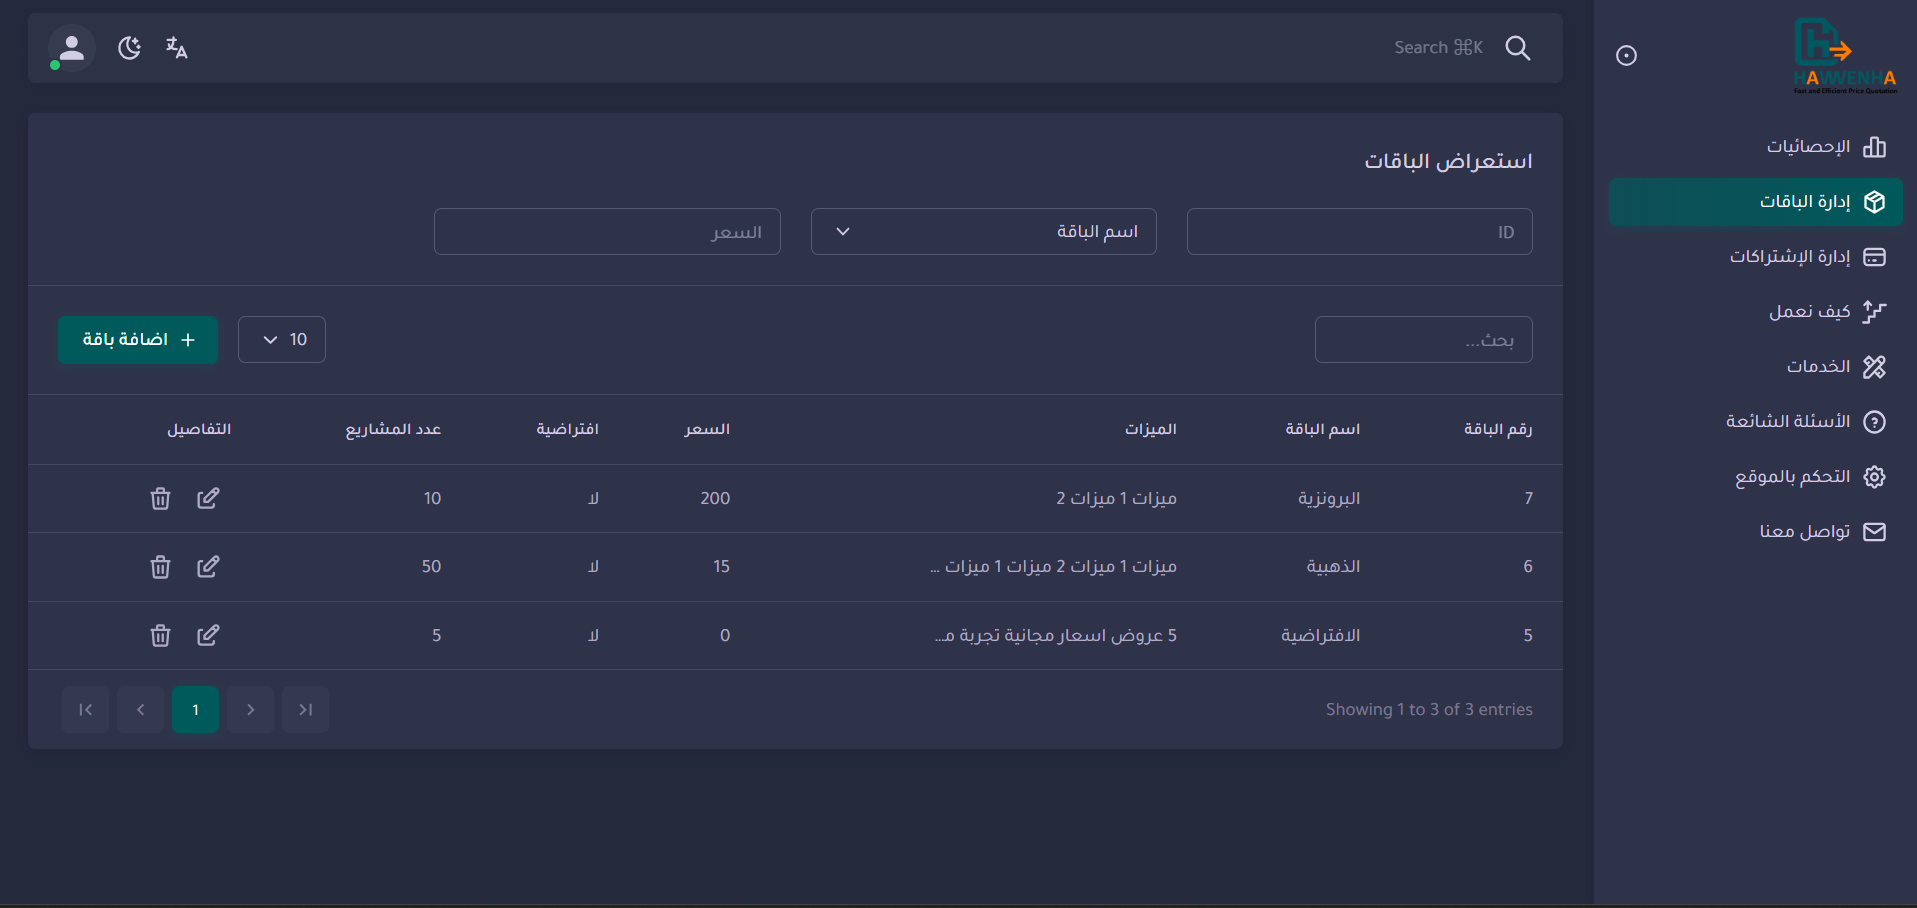 HAWWENHA
Fast and Efficient Price Quotation
الإحصائيات
إدارة الباقات
إدارة الإشتراكات
كيف نعمل
الخدمات
الأسئلة الشائعة
التحكم بالموقع
تواصل معنا
Search ⌘K
استعراض الباقات
ID
اسم الباقة
السعر
بحث...
10
اضافة باقة
رقم الباقة اسم الباقة الميزات السعر افتراضية عدد المشاريع التفاصيل
7 البرونزية ميزات 1 ميزات 2 200 لا 10
6 الذهبية ميزات 1 ميزات 2 ميزات 1 ميزات ... 15 لا 50
5 الافتراضية 5 عروض اسعار مجانية تجربة مـ... 0 لا 5
Showing 1 to 3 of 3 entries
1